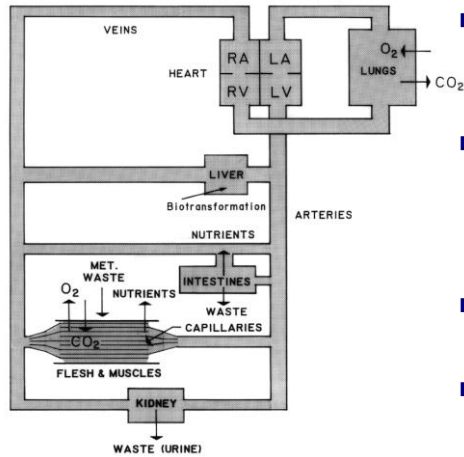 VEINS
HEART
RA
LA
RV
LV
O₂
LUNGS
CO₂
LIVER
Biotransformation
ARTERIES
NUTRIENTS
MET.
WASTE
O₂
NUTRIENTS
INTESTINES
WASTE
CAPILLARIES
CO₂
FLESH & MUSCLES
KIDNEY
WASTE (URINE)